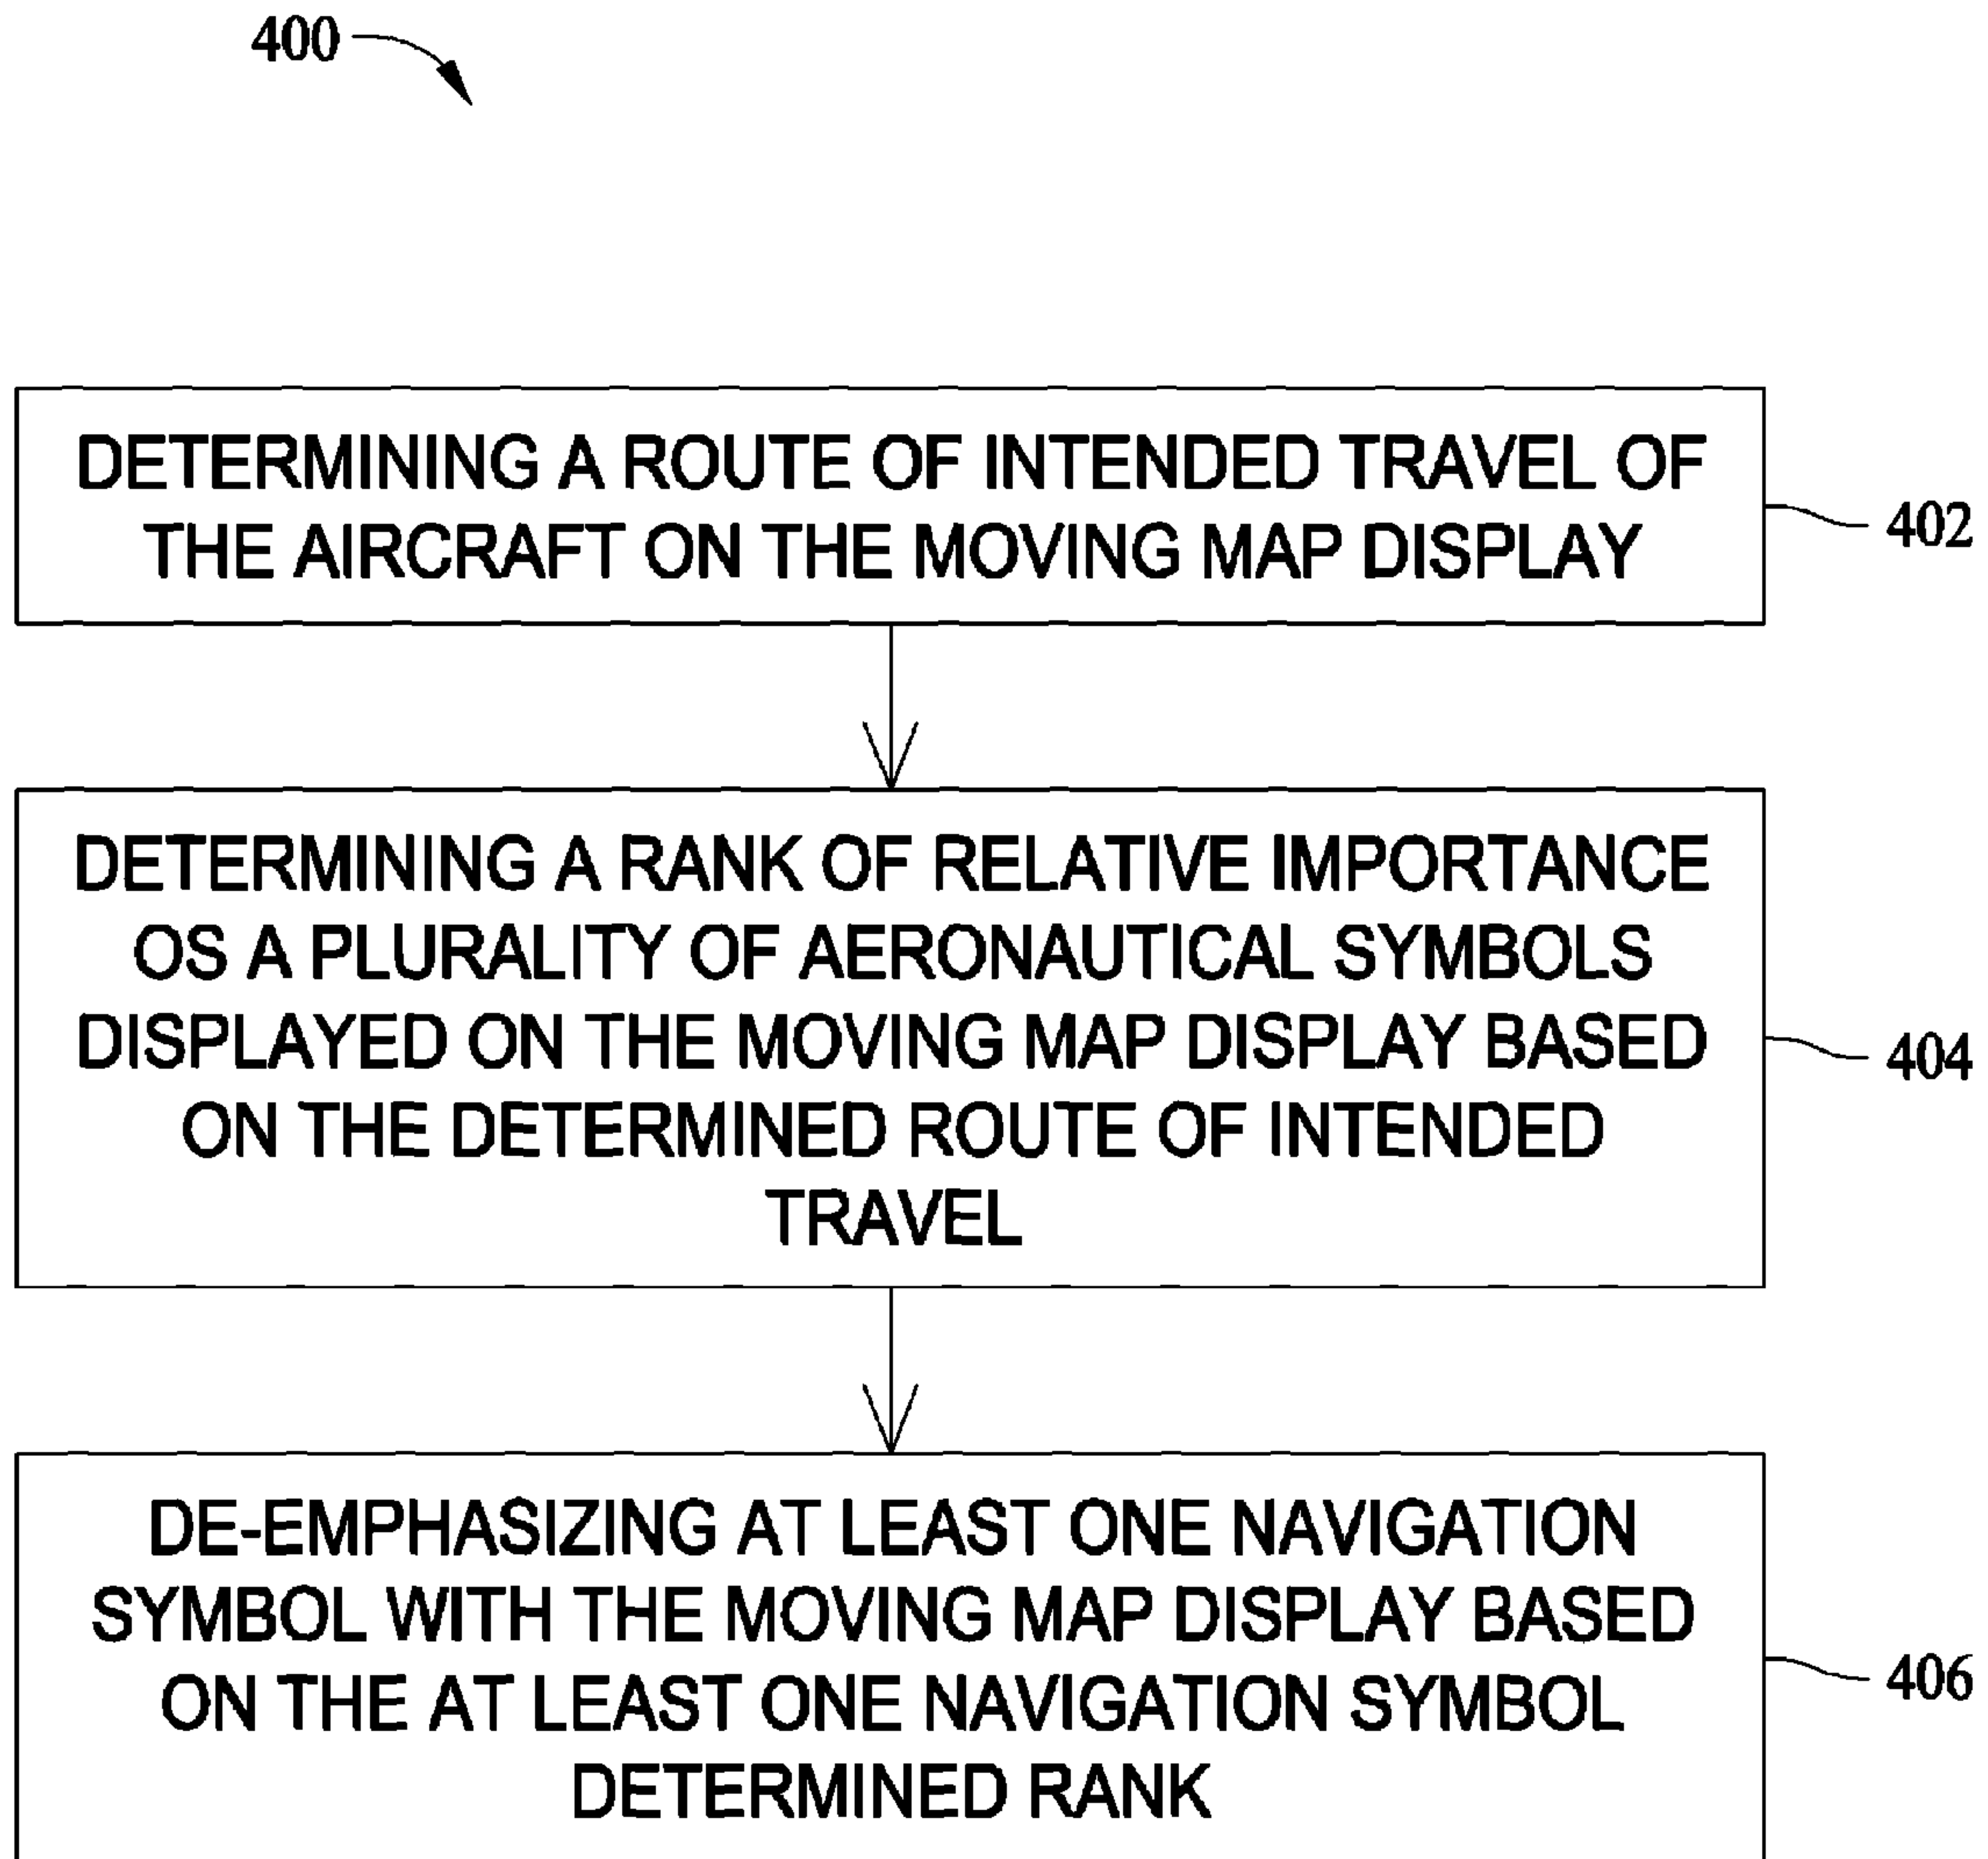 400
DETERMINING A ROUTE OF INTENDED TRAVEL OF
THE AIRCRAFT ON THE MOVING MAP DISPLAY
402
DETERMINING A RANK OF RELATIVE IMPORTANCE
OS A PLURALITY OF AERONAUTICAL SYMBOLS
DISPLAYED ON THE MOVING MAP DISPLAY BASED
ON THE DETERMINED ROUTE OF INTENDED
TRAVEL
404
DE-EMPHASIZING AT LEAST ONE NAVIGATION
SYMBOL WITH THE MOVING MAP DISPLAY BASED
ON THE AT LEAST ONE NAVIGATION SYMBOL
DETERMINED RANK
406